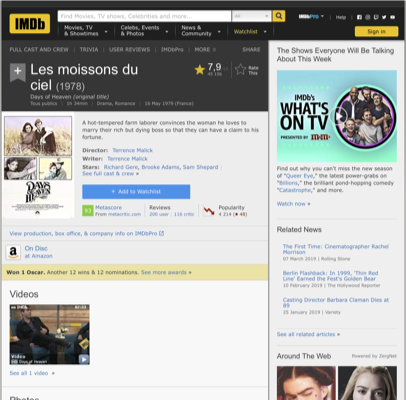 IMDb
Find Movies, TV shows, Celebrities and more...
All
IMDbPro
Help
Movies, TV
& Showtimes
Celebs, Events
& Photos
News &
Community
Watchlist
Sign in
FULL CAST AND CREW | TRIVIA | USER REVIEWS | IMDbPro | MORE
SHARE
Les moissons du
ciel (1978)
7,9
Rate
This
Days of Heaven (original title)
Tous publics | 1h 34min | Drama, Romance | 16 May 1979 (France)
A hot-tempered farm laborer convinces the woman he loves to
marry their rich but dying boss so that they can have a claim to his
fortune.
Director: Terrence Malick
Writer: Terrence Malick
Stars: Richard Gere, Brooke Adams, Sam Shepard |
See full cast & crew »
+ Add to Watchlist
Metascore
From metacritic.com
Reviews
200 user
Popularity
View production, box office, & company info on IMDbPro
On Disc
at Amazon
Won 1 Oscar. Another 12 wins & 12 nominations. See more awards »
Videos
Video
Days of Heaven
See all 1 video »
Photos
The Shows Everyone Will Be Talking
About This Week
IMDb's
WHAT'S
ON TV
PRESENTED BY M&M'S
Find out why you can't miss the new season
of "Queer Eye," the latest power-grabs on
"Billions," the brilliant pond-hopping comedy
"Catastrophe," and more.
Watch now »
Related News
The First Time: Cinematographer Rachel
Morrison
07 March 2019 | Rolling Stone
Berlin Flashback: In 1999, 'Thin Red
Line' Earned the Fest's Golden Bear
10 February 2019 | The Hollywood Reporter
Casting Director Barbara Claman Dies at
89
25 January 2019 | Variety
See all related articles »
Around The Web
Powered by ZergNet